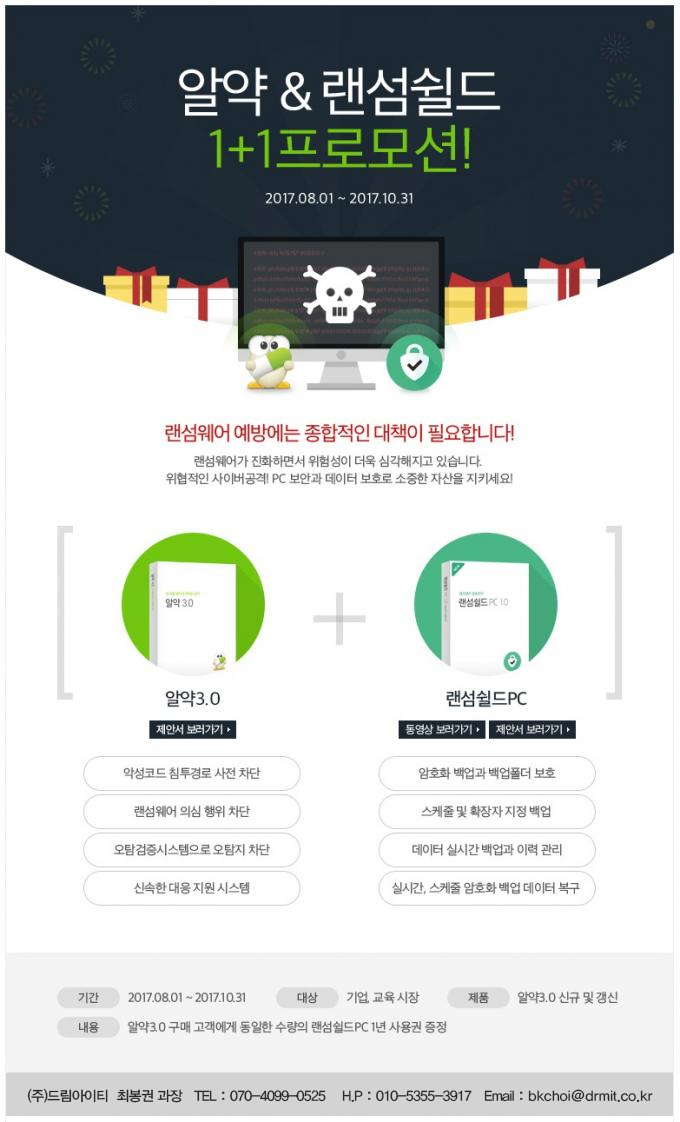 알약 & 랜섬쉴드
1+1프로모션!
2017.08.01 ~ 2017.10.31
랜섬웨어 예방에는 종합적인 대책이 필요합니다!
랜섬웨어가 진화하면서 위험성이 더욱 심각해지고 있습니다.
위협적인 사이버공격! PC 보안과 데이터 보호로 소중한 자산을 지키세요!
알약 3.0
랜섬쉴드 PC 1.0
알약3.0
랜섬쉴드PC
제안서 보러가기
동영상 보러가기
제안서 보러가기
악성코드 침투경로 사전 차단
랜섬웨어 의심 행위 차단
오탐검증시스템으로 오탐지 차단
신속한 대응 지원 시스템
암호화 백업과 백업폴더 보호
스케줄 및 확장자 지정 백업
데이터 실시간 백업과 이력 관리
실시간, 스케줄 암호화 백업 데이터 복구
기간 2017.08.01 ~ 2017.10.31 대상 기업, 교육 시장 제품 알약3.0 신규 및 갱신
내용 알약3.0 구매 고객에게 동일한 수량의 랜섬쉴드PC 1년 사용권 증정
(주)드림아이티 최봉권 과장 TEL : 070-4099-0525 H.P : 010-5355-3917 Email : bkchoi@drmit.co.kr